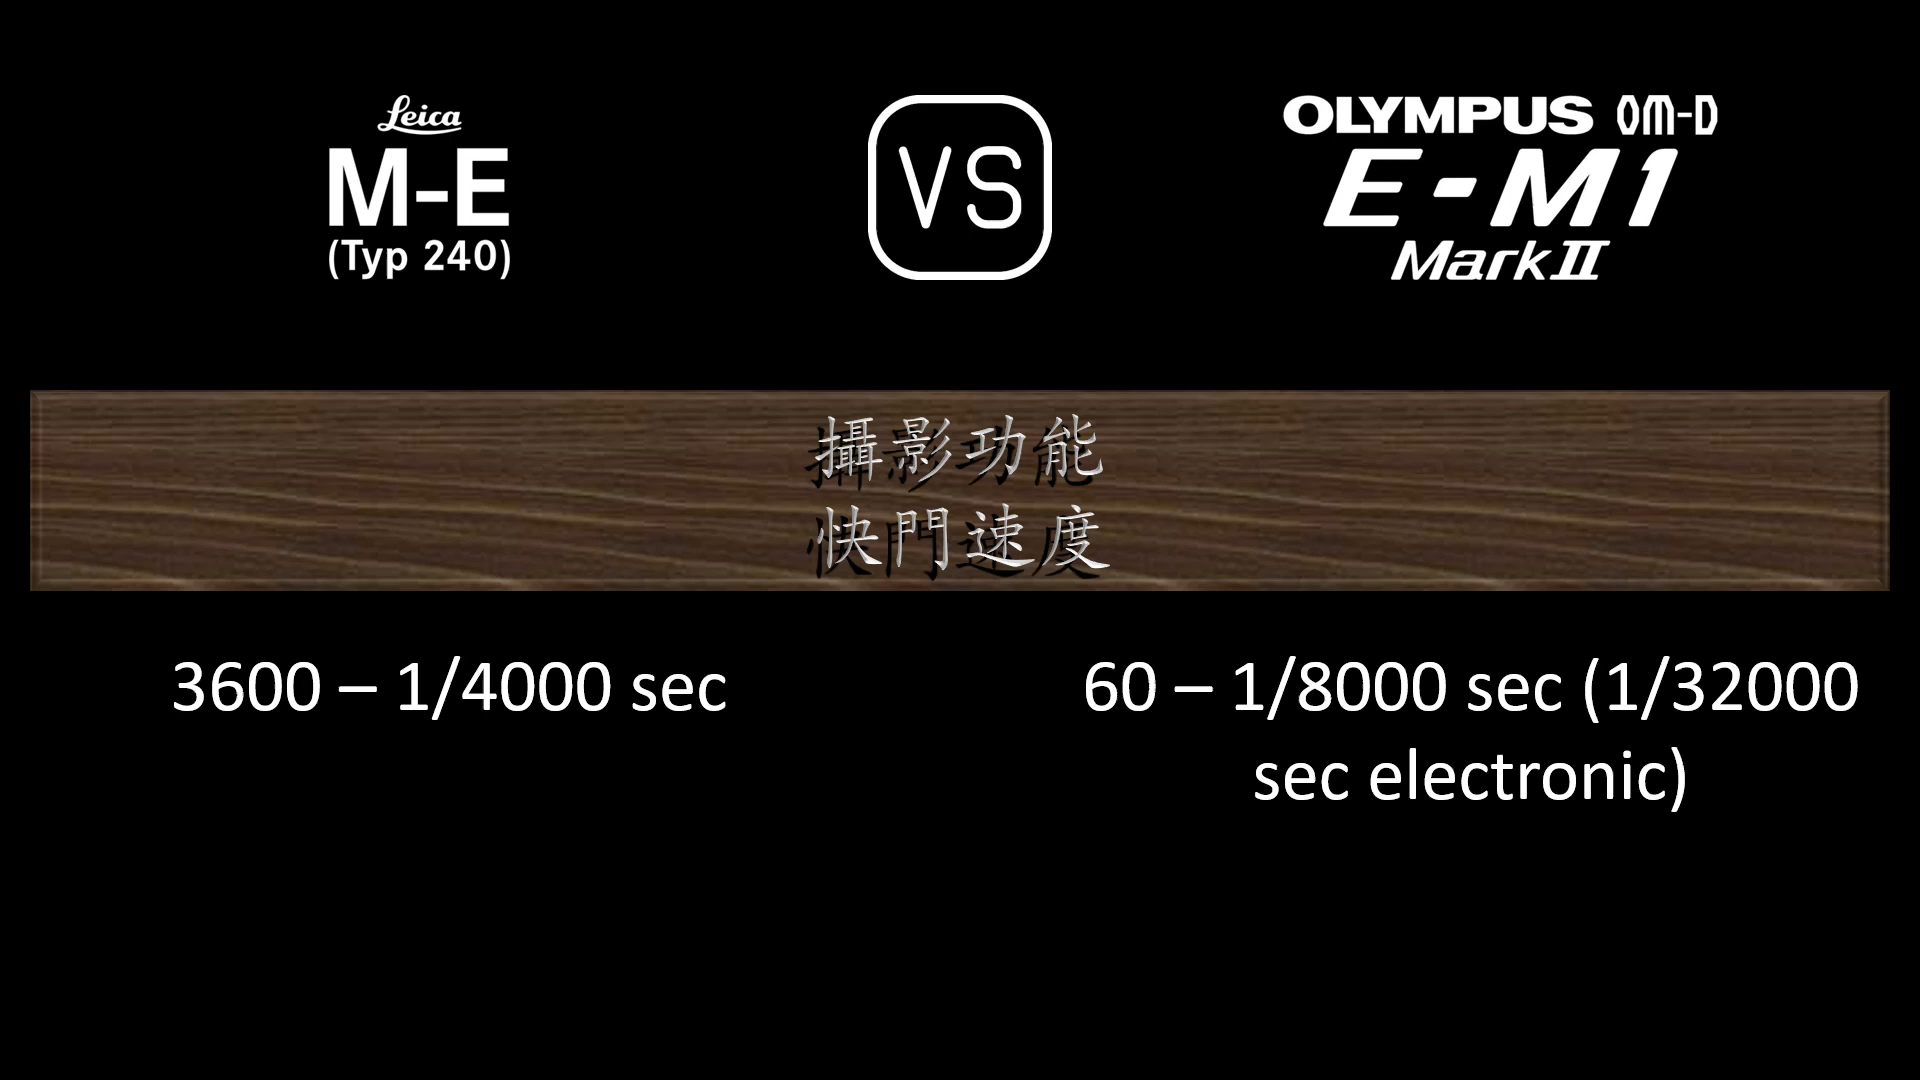 Leica
M-E
(Typ 240)
VS
OLYMPUS OM-D
E-M1
Mark II
攝影功能
快門速度
3600 – 1/4000 sec
60 – 1/8000 sec (1/32000
sec electronic)